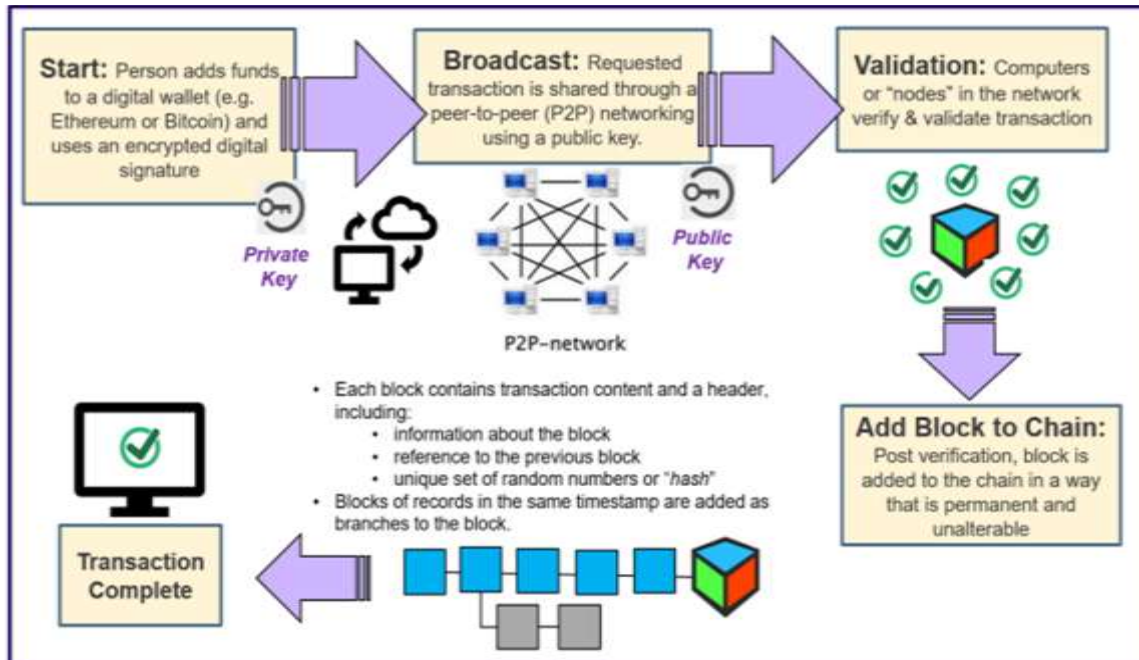 Start: Person adds funds
to a digital wallet (e.g.
Ethereum or Bitcoin) and
uses an encrypted digital
signature
Broadcast: Requested
transaction is shared through a
peer-to-peer (P2P) networking
using a public key.
Validation: Computers
or “nodes” in the network
verify & validate transaction
Private
Key
Public
Key
P2P-network
Add Block to Chain:
Post verification, block is
added to the chain in a way
that is permanent and
unalterable
• Each block contains transaction content and a header,
including:
• information about the block
• reference to the previous block
• unique set of random numbers or “hash”
• Blocks of records in the same timestamp are added as
branches to the block.
Transaction
Complete